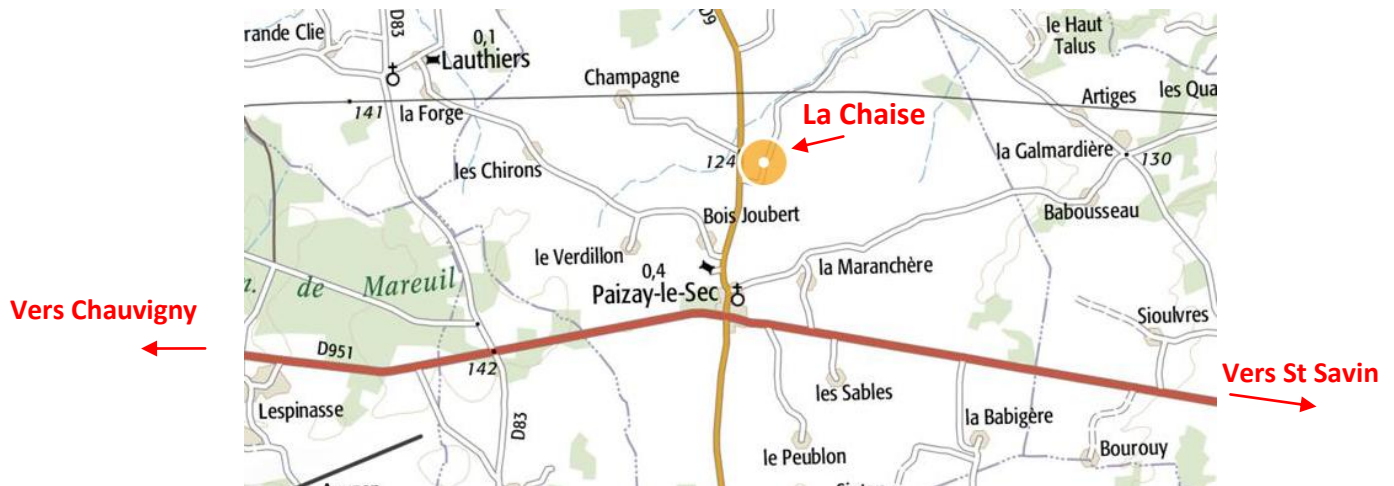 D83
D9
rande Clie
0,1
Lauthiers
le Haut
Talus
Champagne
141
la Forge
Artiges
les Qua
La Chaise
124
la Galmardière
130
les Chirons
Bois Joubert
Babousseau
le Verdillon
0,4
la Maranchère
de Mareuil
Paizay-le-Sec
Vers Chauvigny
Sioulvres
D951
142
Vers St Savin
Lespinasse
D83
les Sables
la Babigère
le Peublon
Bourouy